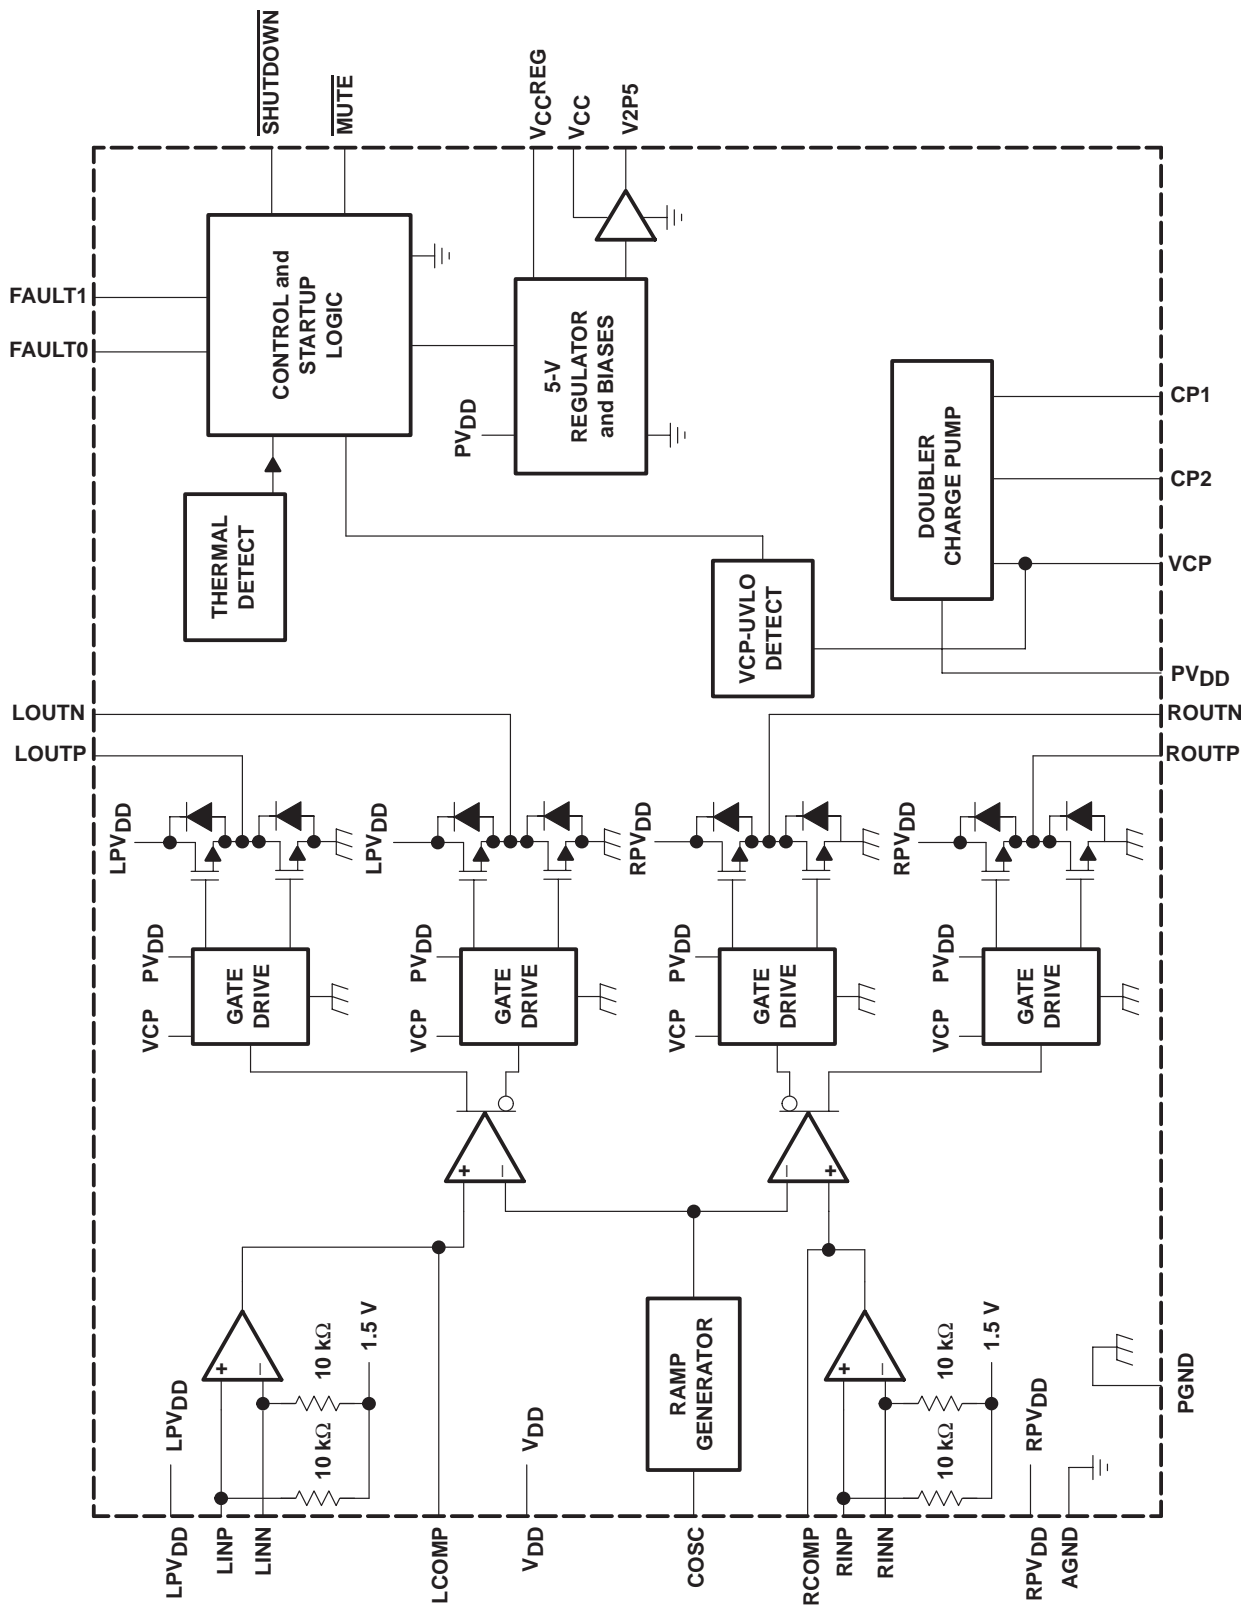 SHUTDOWN
MUTE
VCCREG
VCC
V2P5
FAULT1
FAULT0
CONTROL and
STARTUP
LOGIC
5-V
REGULATOR
and BIASES
PVDD
THERMAL
DETECT
VCP-UVLO
DETECT
DOUBLER
CHARGE PUMP
CP1
CP2
VCP
PVDD
LOUTN
LOUTP
ROUTN
ROUTP
LPVDD
LPVDD
RPVDD
RPVDD
PVDD
PVDD
PVDD
PVDD
GATE
DRIVE
GATE
DRIVE
GATE
DRIVE
GATE
DRIVE
VCP
VCP
VCP
VCP
+
–
–
+
+
–
+
–
10 kΩ
10 kΩ
1.5 V
10 kΩ
10 kΩ
1.5 V
RAMP
GENERATOR
LPVDD
VDD
RPVDD
PGND
LPVDD
LINP
LINN
LCOMP
VDD
COSC
RCOMP
RINP
RINN
RPVDD
AGND